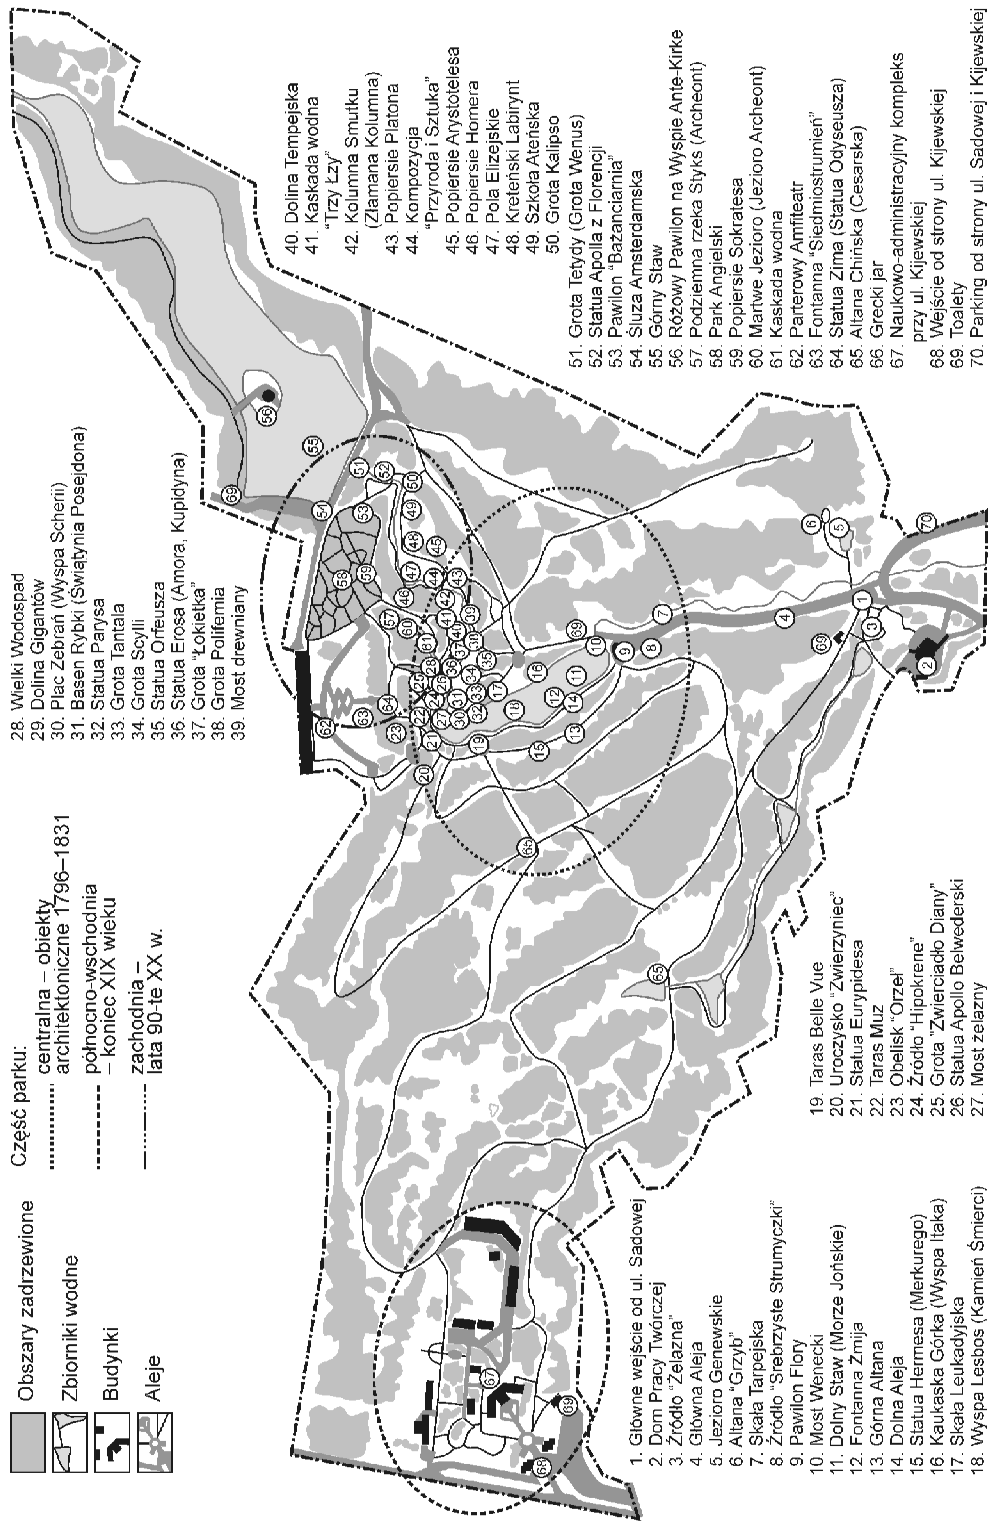 Obszary zadrzewione
Zbiorniki wodne
Budynki
Aleje
Część parku:
centralna – obiekty
architektoniczne 1796–1831
północno-wschodnia
– koniec XIX wieku
zachodnia –
lata 90-te XX w.
1. Główne wejście od ul. Sadowej
2. Dom Pracy Twórczej
3. Źródło "Żelazna"
4. Główna Aleja
5. Jezioro Genewskie
6. Altana "Grzyb"
7. Skała Tarpejska
8. Źródło "Srebrzyste Strumyczki"
9. Pawilon Flory
10. Most Wenecki
11. Dolny Staw (Morze Jońskie)
12. Fontanna Żmija
13. Górna Altana
14. Dolna Aleja
15. Statua Hermesa (Merkurego)
16. Kaukaska Górka (Wyspa Itaka)
17. Skała Leukadyjska
18. Wyspa Lesbos (Kamień Śmierci)
19. Taras Belle Vue
20. Uroczysko "Zwierzyniec"
21. Statua Eurypidesa
22. Taras Muz
23. Obelisk "Orzeł"
24. Źródło "Hipokrene"
25. Grota "Zwierciadło Diany"
26. Statua Apollo Belwederski
27. Most żelazny
28. Wielki Wodospad
29. Dolina Gigantów
30. Plac Zebrań (Wyspa Scherii)
31. Basen Rybki (Świątynia Posejdona)
32. Statua Parysa
33. Grota Tantala
34. Grota Scylli
35. Statua Orfeusza
36. Statua Erosa (Amora, Kupidyna)
37. Grota "Łokietka"
38. Grota Polifemia
39. Most drewniany
40. Dolina Tempejska
41. Kaskada wodna
"Trzy Łzy"
42. Kolumna Smutku
(Złamana Kolumna)
43. Popiersie Platona
44. Kompozycja
"Przyroda i Sztuka"
45. Popiersie Arystotelesa
46. Popiersie Homera
47. Pola Elizejskie
48. Kreteński Labirynt
49. Szkoła Ateńska
50. Grota Kalipso
51. Grota Tetydy (Grota Wenus)
52. Statua Apolla z Florencji
53. Pawilon "Bażanciarnia"
54. Śluza Amsterdamska
55. Górny Staw
56. Różowy Pawilon na Wyspie Ante-Kirke
57. Podziemna rzeka Styks (Archeont)
58. Park Angielski
59. Popiersie Sokratesa
60. Martwe Jezioro (Jezioro Archeont)
61. Kaskada wodna
62. Parterowy Amfiteatr
63. Fontanna "Siedmiostrumień"
64. Statua Zima (Statua Odyseusza)
65. Altana Chińska (Cesarska)
66. Grecki jar
67. Naukowo-administracyjny kompleks
przy ul. Kijewskiej
68. Wejście od strony ul. Kijewskiej
69. Toalety
70. Parking od strony ul. Sadowej i Kijewskiej